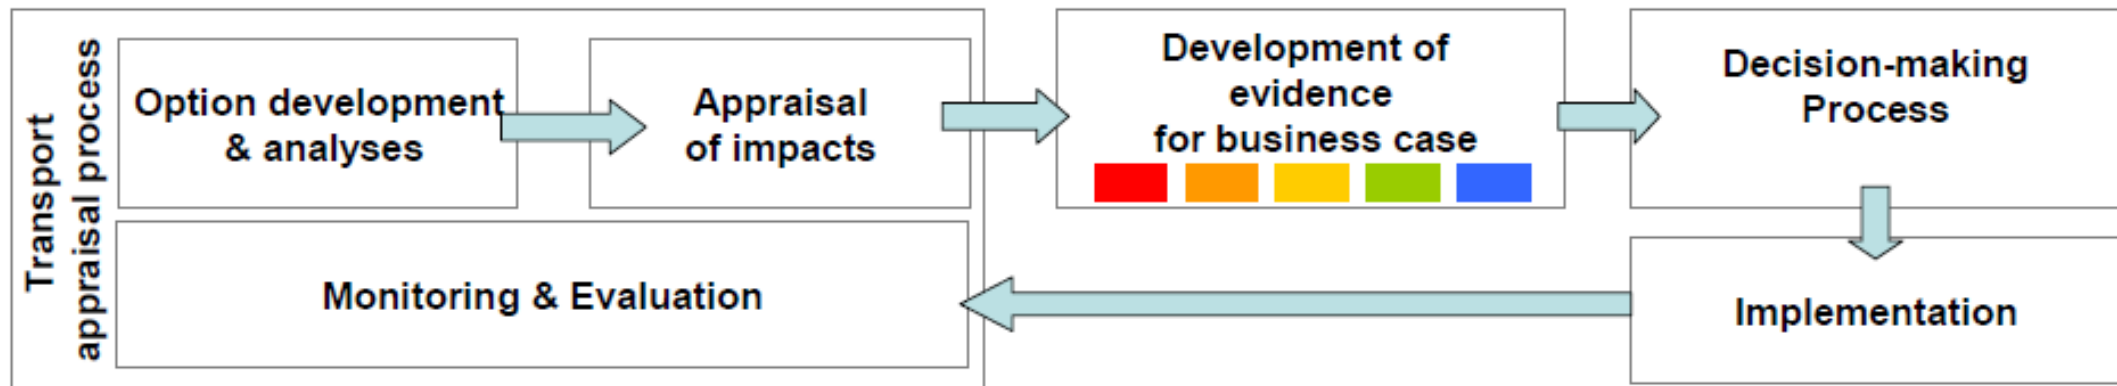 Transport
appraisal process
Option development
& analyses
Appraisal
of impacts
Development of
evidence
for business case
Decision-making
Process
Monitoring & Evaluation
Implementation